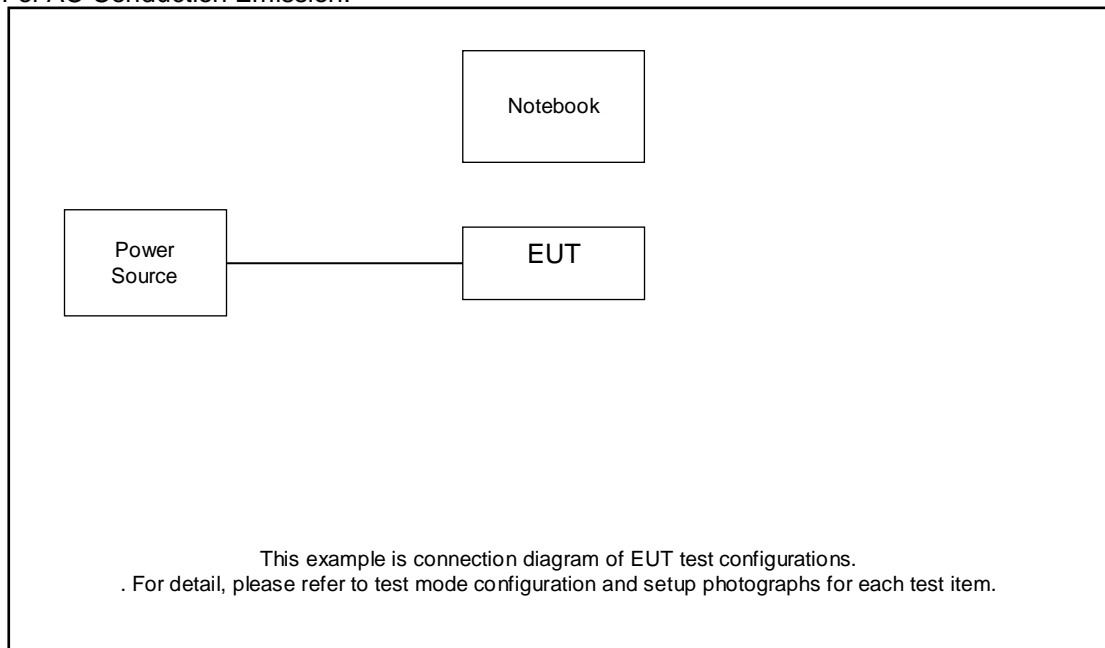 For AC Conduction Emission:
Notebook
Power
Source
EUT
This example is connection diagram of EUT test configurations.
. For detail, please refer to test mode configuration and setup photographs for each test item.